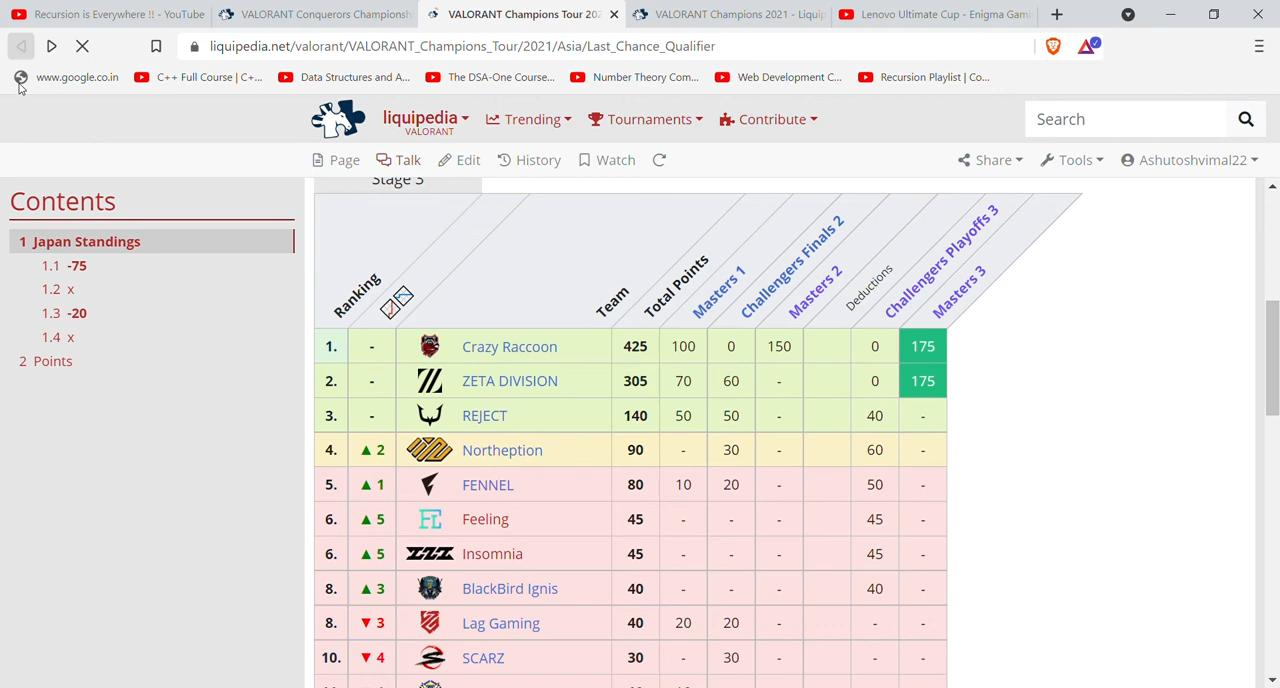 Recursion is Everywhere !! - YouTube
VALORANT Conquerors Championsh
VALORANT Champions Tour 202
VALORANT Champions 2021 - Liquip
Lenovo Ultimate Cup - Enigma Gami
liquipedia.net/valorant/VALORANT_Champions_Tour/2021/Asia/Last_Chance_Qualifier
www.google.co.in
C++ Full Course | C+...
Data Structures and A...
The DSA-One Course...
Number Theory Com...
Web Development C...
Recursion Playlist | Co...
liquipedia
VALORANT
Trending
Tournaments
Contribute
Search
Page
Talk
Edit
History
Watch
Share
Tools
Ashutoshvimal22
Contents
1 Japan Standings
1.1 -75
1.2 x
1.3 -20
1.4 x
2 Points
Stage 3
Ranking
Team
Total Points
Masters 1
Challengers Finals 2
Masters 2
Deductions
Challengers Playoffs 3
Masters 3
1. - Crazy Raccoon 425 100 0 150 0 175
2. - ZETA DIVISION 305 70 60 - 0 175
3. - REJECT 140 50 50 - 40 -
4. ▲ 2 Northeption 90 - 30 - 60 -
5. ▲ 1 FENNEL 80 10 20 - 50 -
6. ▲ 5 Feeling 45 - - - 45 -
6. ▲ 5 Insomnia 45 - - - 45 -
8. ▲ 3 BlackBird Ignis 40 - - - 40 -
8. ▼ 3 Lag Gaming 40 20 20 - - -
10. ▼ 4 SCARZ 30 - 30 - - -